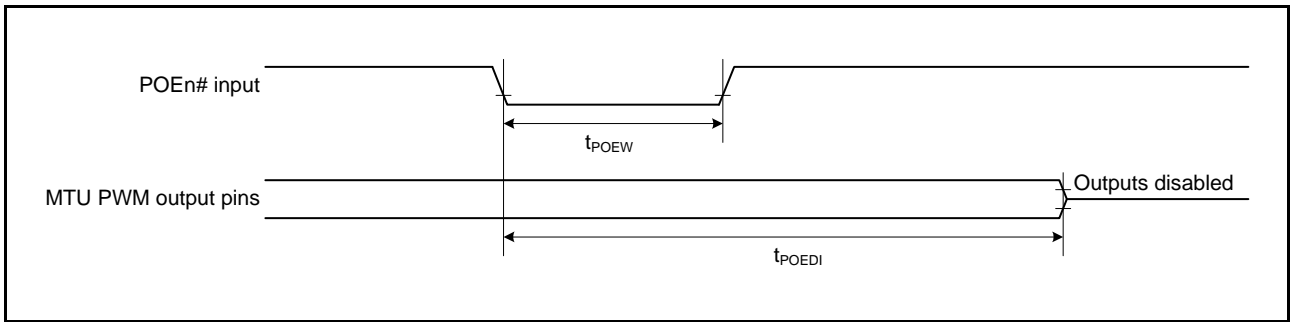 POEn# input
tPOEW
MTU PWM output pins
Outputs disabled
tPOEDI